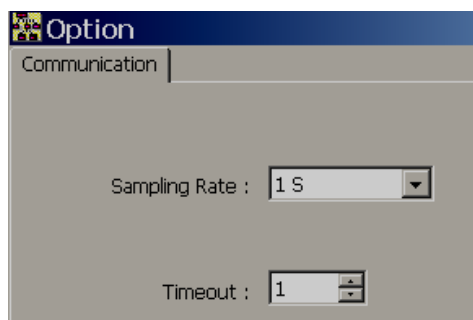 Option
Communication
Sampling Rate : 1 S
Timeout : 1